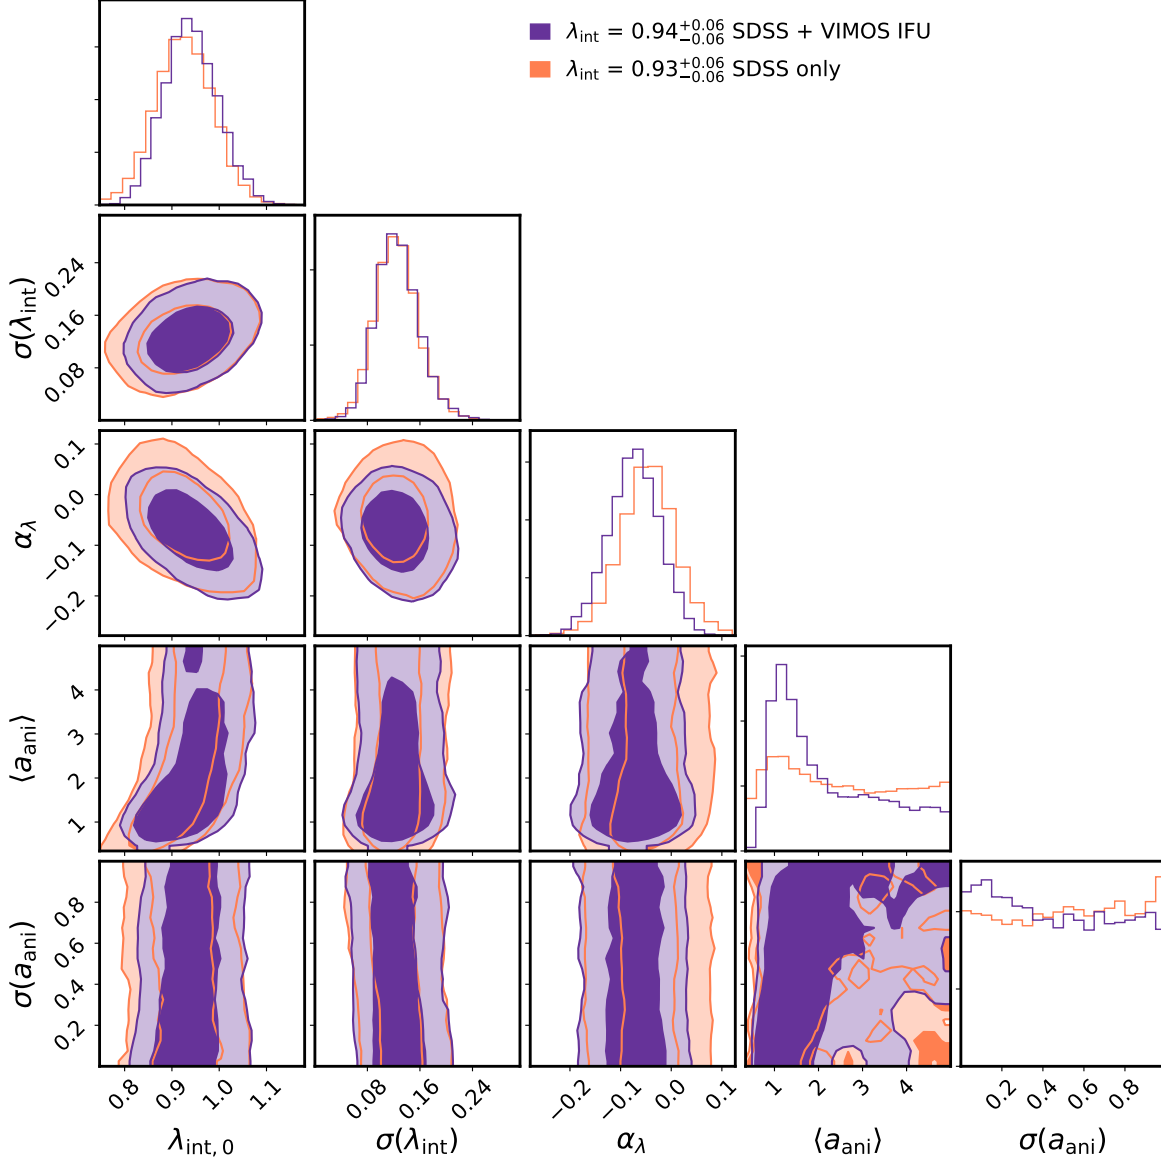 λint = 0.94+0.06−0.06 SDSS + VIMOS IFU
λint = 0.93+0.06−0.06 SDSS only
σ(λint)
0.24
0.16
0.08
αλ
0.1
0.0
−0.1
−0.2
⟨aani⟩
4
3
2
1
σ(aani)
0.8
0.6
0.4
0.2
0.8 0.9 1.0 1.1
0.08 0.16 0.24
−0.2 −0.1 0.0 0.1
1 2 3 4
0.2 0.4 0.6 0.8
λint, 0
σ(λint)
αλ
⟨aani⟩
σ(aani)